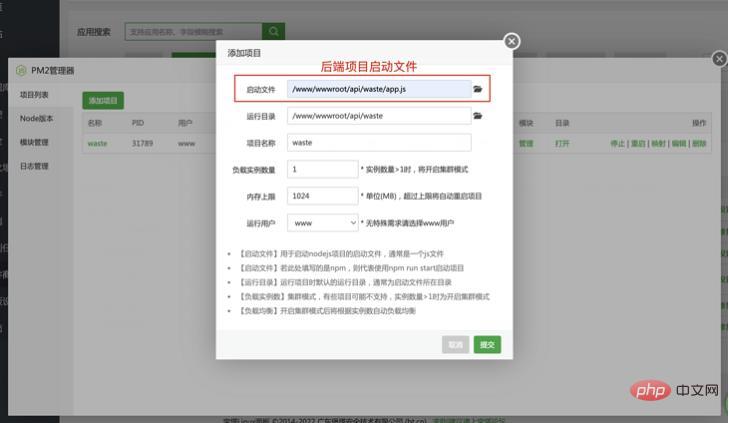 应用搜索
支持应用名称、字段模糊搜索
添加项目
PM2管理器
后端项目启动文件
项目列表
添加项目
启动文件 /www/wwwroot/api/waste/app.js
Node版本
名称 PID 用户
运行目录 /www/wwwroot/api/waste
模块 目录 操作
模块管理
waste 31789 www
项目名称 waste
管理 打开 停止 | 重启 | 映射 | 编辑 | 删除
日志管理
负载实例数量 1 * 实例数量>1时，将开启集群模式
内存上限 1024 * 单位(MB)，超过上限将自动重启项目
运行用户 www * 无特殊需求请选择www用户
【启动文件】用于启动nodejs项目的启动文件，通常是一个js文件
【启动文件】若此处填写的是npm，则代表使用npm run start启动项目
【运行目录】运行项目时默认的运行目录，通常为启动文件所在目录
【负载实例数】集群模式，有些项目可能不支持，实例数量>1时为开启集群模式
【负载均衡】开启集群模式后将根据实例数自动负载均衡
取消 提交
php 中文网
宝塔Linux面板 ©2014-2022 广东堡塔安全技术有限公司 (bt.cn)